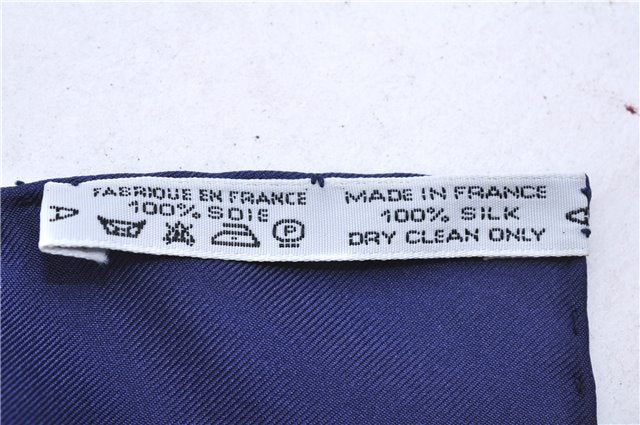 A
FABRIQUE EN FRANCE
100% SOIE
P
MADE IN FRANCE
100% SILK
DRY CLEAN ONLY
A